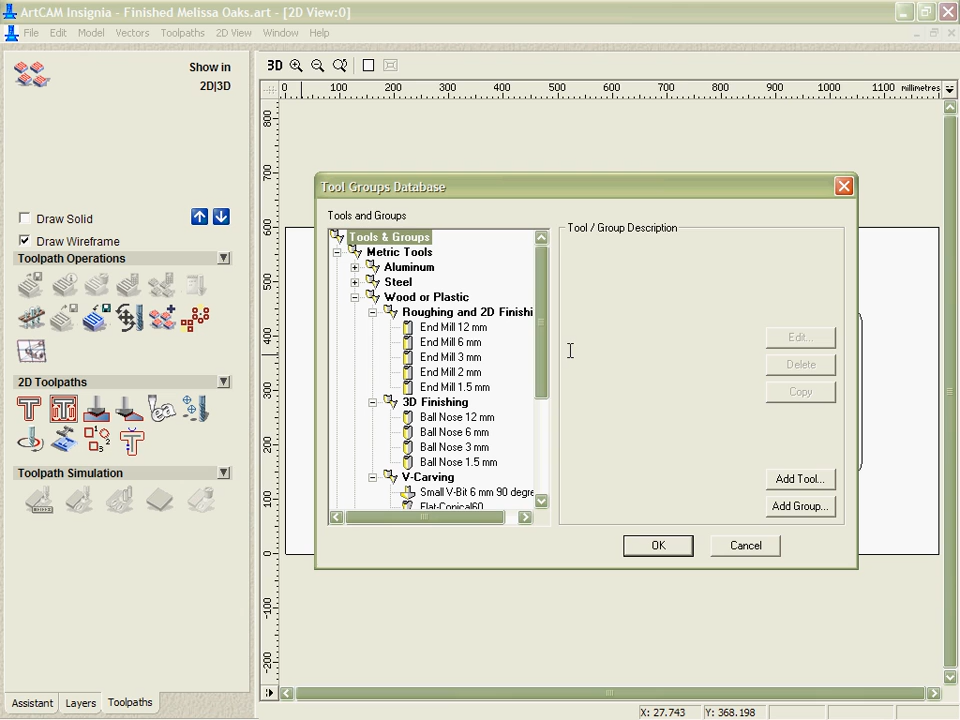 ArtCAM Insignia - Finished Melissa Oaks.art - [2D View:0]
File Edit Model Vectors Toolpaths 2D View Window Help
Show in
2D|3D
3D
0 100 200 300 400 500 600 700 800 900 1000 1100 millimetres
800
700
600
500
400
300
200
100
0
-100
-200
Draw Solid
Draw Wireframe
Toolpath Operations
2D Toolpaths
Toolpath Simulation
Assistant Layers Toolpaths
Tool Groups Database
Tools and Groups
Tools & Groups
Metric Tools
Aluminum
Steel
Wood or Plastic
Roughing and 2D Finishi
End Mill 12 mm
End Mill 6 mm
End Mill 3 mm
End Mill 2 mm
End Mill 1.5 mm
3D Finishing
Ball Nose 12 mm
Ball Nose 6 mm
Ball Nose 3 mm
Ball Nose 1.5 mm
V-Carving
Small V-Bit 6 mm 90 degre
Flat-Conical60
Tool / Group Description
Edit...
Delete
Copy
Add Tool...
Add Group...
OK Cancel
X: 27.743 Y: 368.198